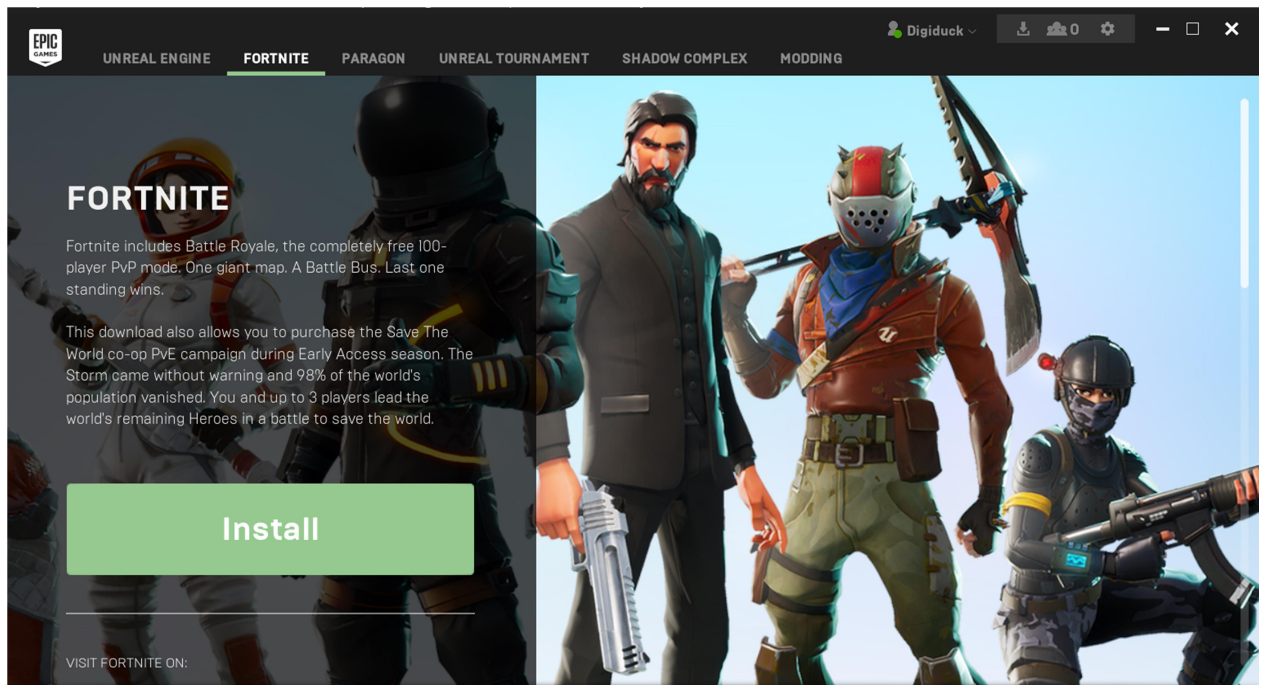 EPIC
GAMES
Digiduck
0
UNREAL ENGINE
FORTNITE
PARAGON
UNREAL TOURNAMENT
SHADOW COMPLEX
MODDING
FORTNITE
Fortnite includes Battle Royale, the completely free 100-
player PvP mode. One giant map. A Battle Bus. Last one
standing wins.
This download also allows you to purchase the Save The
World co-op PvE campaign during Early Access season. The
Storm came without warning and 98% of the world's
population vanished. You and up to 3 players lead the
world's remaining Heroes in a battle to save the world.
Install
VISIT FORTNITE ON: